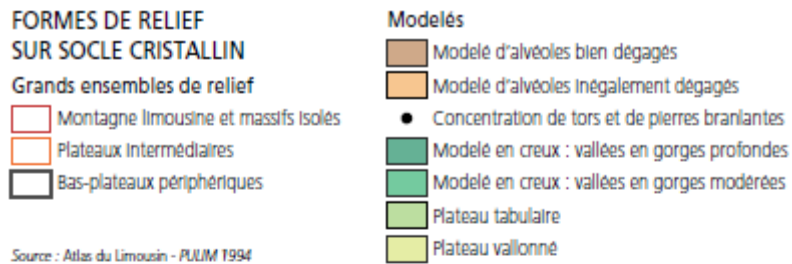 FORMES DE RELIEF
SUR SOCLE CRISTALLIN
Grands ensembles de relief
Montagne limousine et massifs isolés
Plateaux intermédiaires
Bas-plateaux périphériques
Source : Atlas du Limousin - PULIM 1994
Modelés
Modelé d'alvéoles bien dégagés
Modelé d'alvéoles inégalement dégagés
Concentration de tors et de pierres branlantes
Modelé en creux : vallées en gorges profondes
Modelé en creux : vallées en gorges modérées
Plateau tabulaire
Plateau vallonné